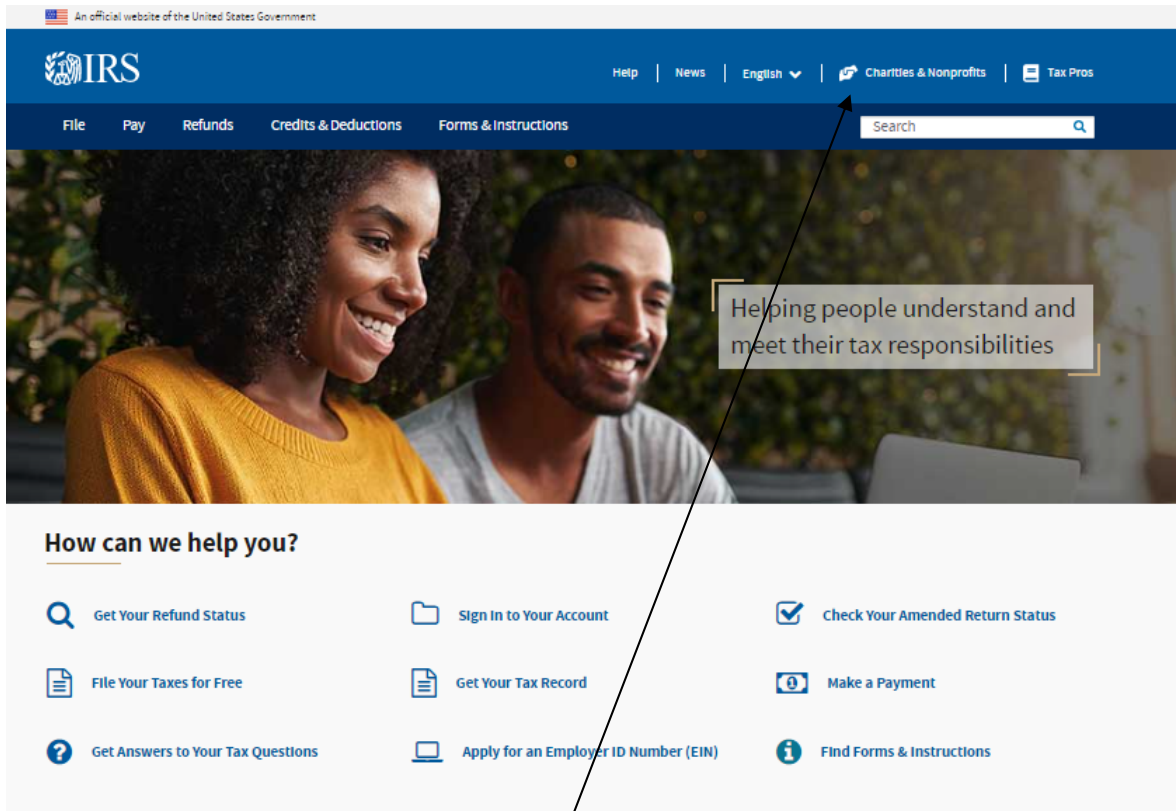 An official website of the United States Government
IRS
Help News English Charities & Nonprofits Tax Pros
File Pay Refunds Credits & Deductions Forms & Instructions Search
Helping people understand and
meet their tax responsibilities
How can we help you?
Get Your Refund Status Sign In to Your Account Check Your Amended Return Status
File Your Taxes for Free Get Your Tax Record Make a Payment
Get Answers to Your Tax Questions Apply for an Employer ID Number (EIN) Find Forms & Instructions